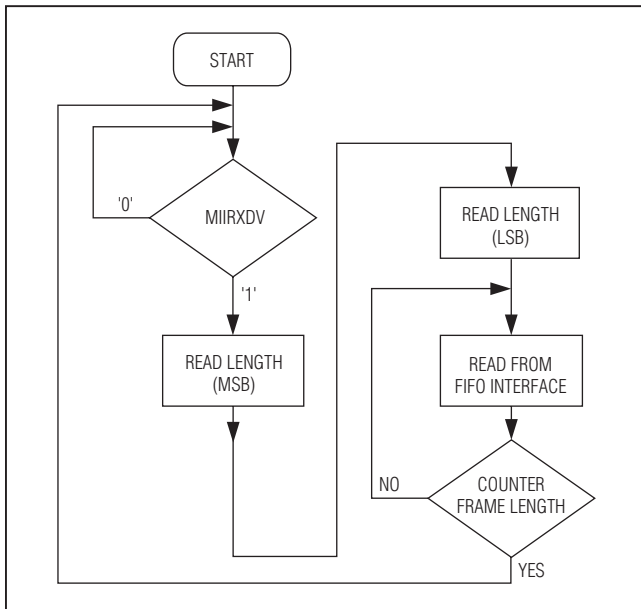 START
'0'
MIIRXDV
'1'
READ LENGTH
(MSB)
READ LENGTH
(LSB)
READ FROM
FIFO INTERFACE
NO
COUNTER
FRAME LENGTH
YES